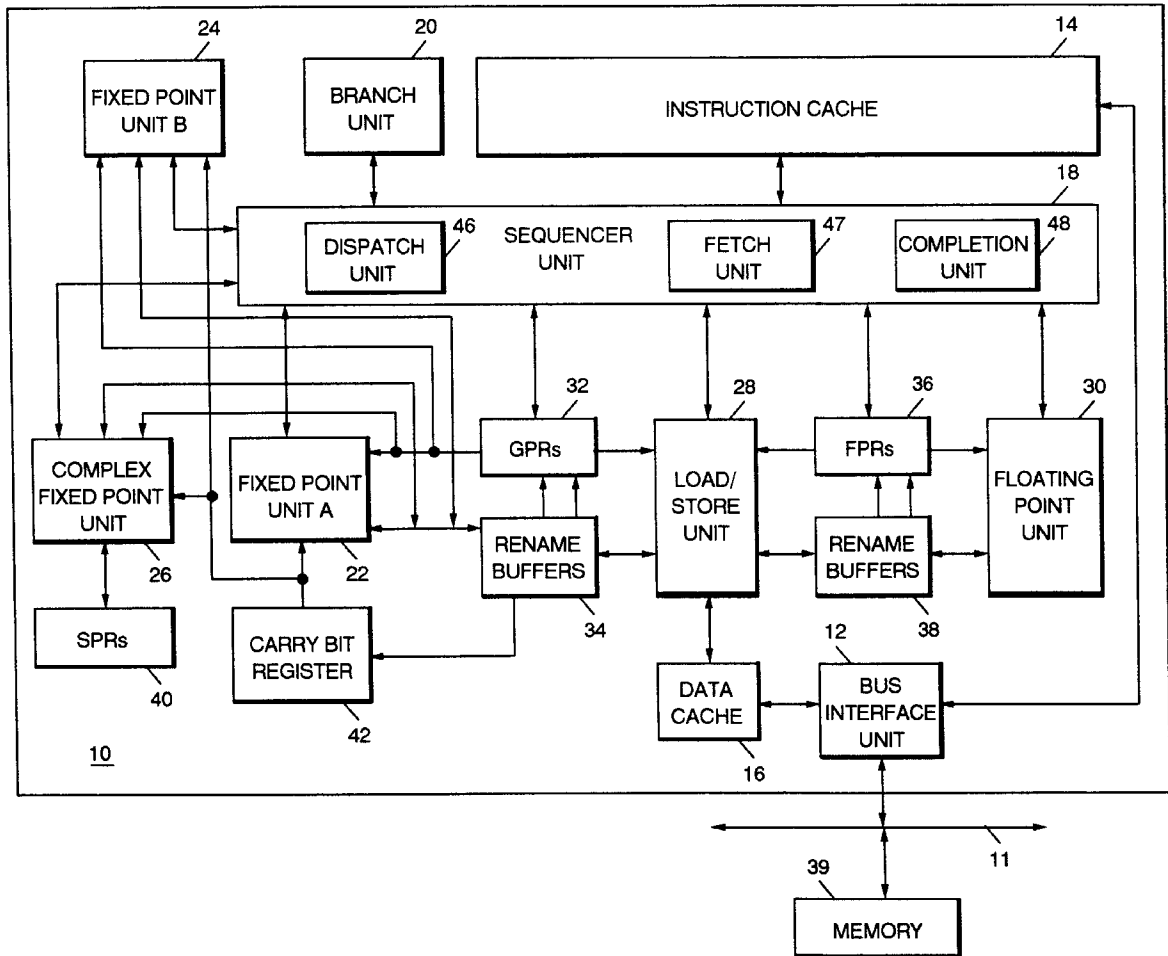 24
20
14
FIXED POINT
UNIT B
BRANCH
UNIT
INSTRUCTION CACHE
18
46
DISPATCH
UNIT
SEQUENCER
UNIT
47
FETCH
UNIT
48
COMPLETION
UNIT
32
28
36
30
GPRs
FPRs
COMPLEX
FIXED POINT
UNIT
FIXED POINT
UNIT A
LOAD/
STORE
UNIT
FLOATING
POINT
UNIT
RENAME
BUFFERS
RENAME
BUFFERS
26
22
34
38
12
SPRs
CARRY BIT
REGISTER
DATA
CACHE
BUS
INTERFACE
UNIT
40
42
16
10
11
39
MEMORY